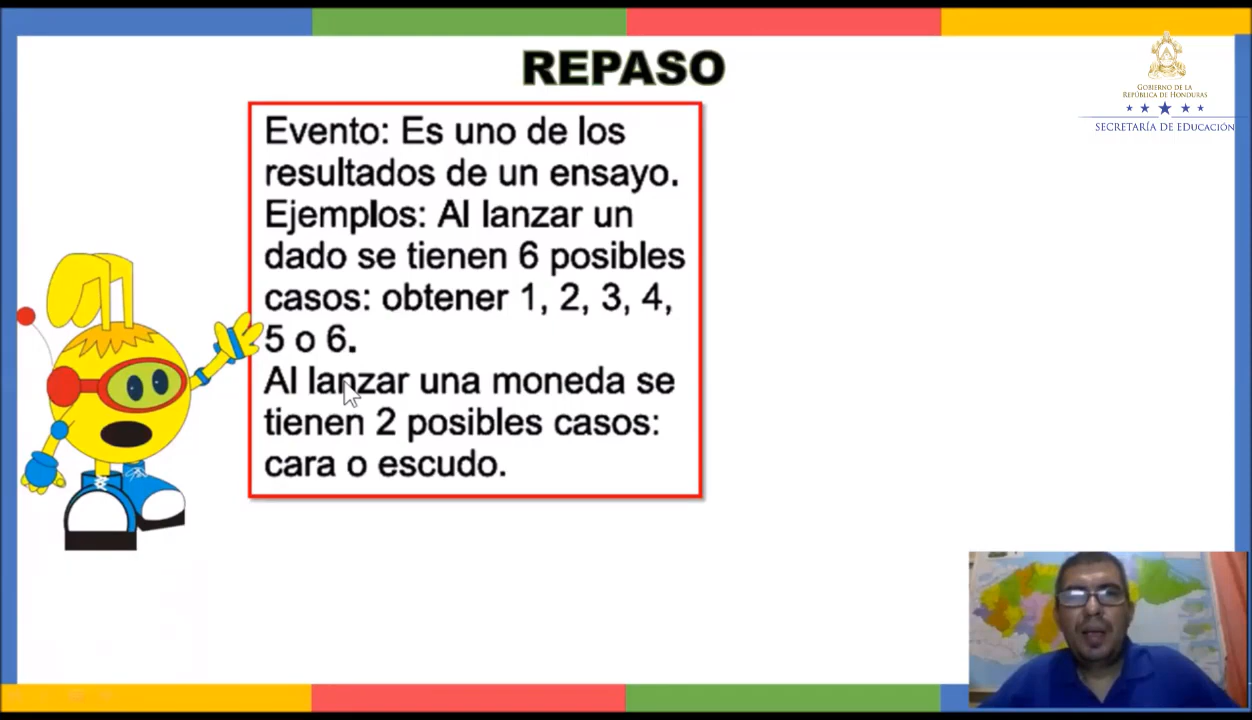 REPASO
GOBIERNO DE LA
REPÚBLICA DE HONDURAS
SECRETARÍA DE EDUCACIÓN
Evento: Es uno de los
resultados de un ensayo.
Ejemplos: Al lanzar un
dado se tienen 6 posibles
casos: obtener 1, 2, 3, 4,
5 o 6.
Al lanzar una moneda se
tienen 2 posibles casos:
cara o escudo.